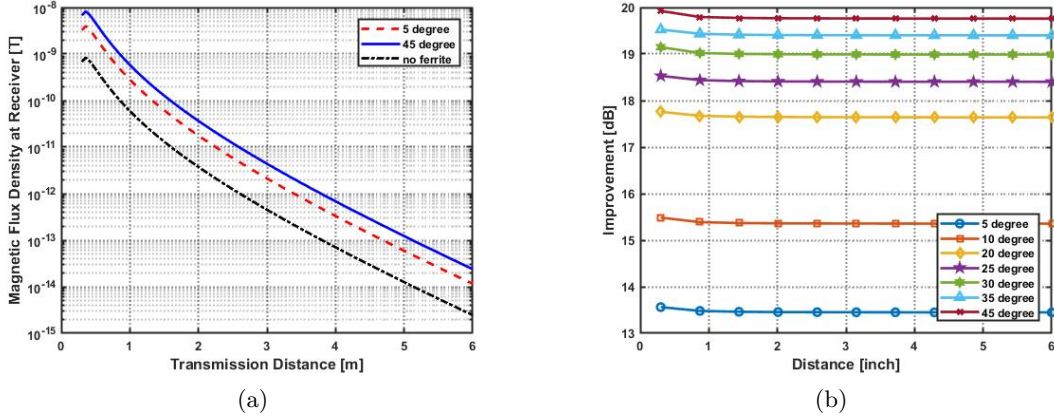 Magnetic Flux Density at Receiver [T]
10-8
10-9
10-10
10-11
10-12
10-13
10-14
10-15
5 degree
45 degree
no ferrite
0 1 2 3 4 5 6
Transmission Distance [m]
(a)
Improvement [dB]
20
19
18
17
16
15
14
13
5 degree
10 degree
20 degree
25 degree
30 degree
35 degree
45 degree
0 1 2 3 4 5 6
Distance [inch]
(b)